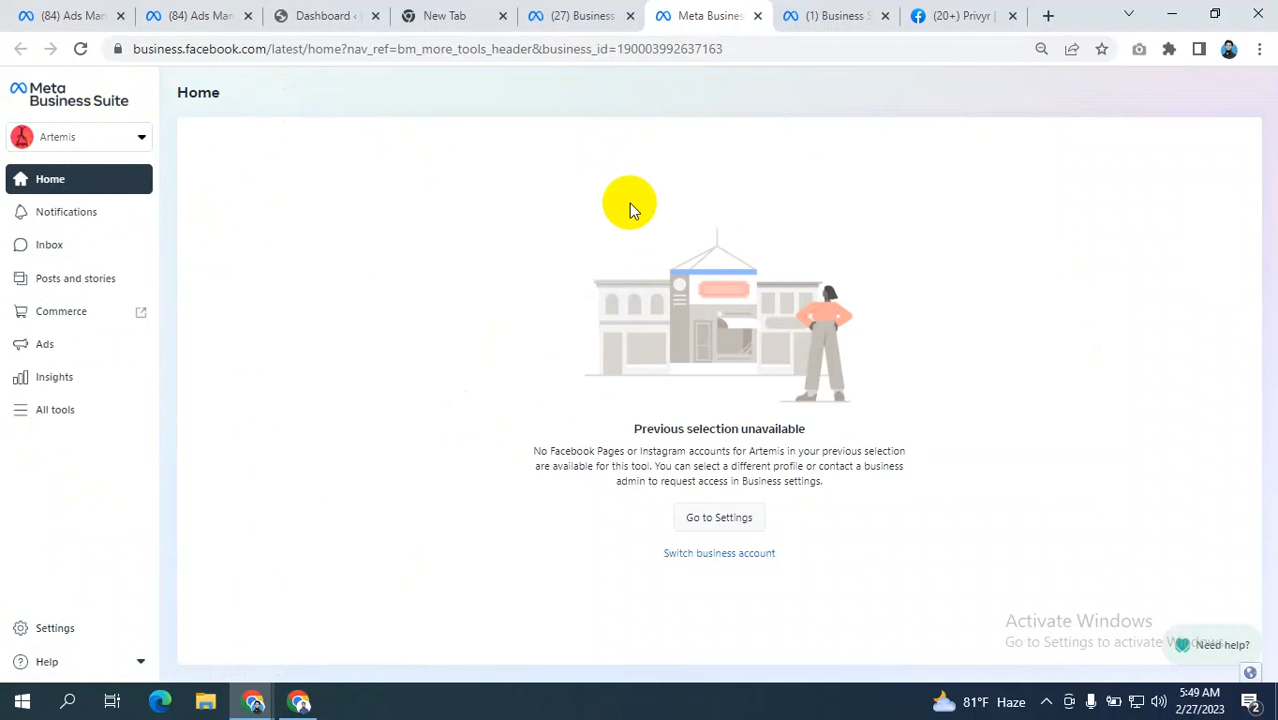 (84) Ads Man
(84) Ads Man
Dashboard ‹
New Tab
(27) Business
Meta Busines
(1) Business S
(20+) Privyr |
business.facebook.com/latest/home?nav_ref=bm_more_tools_header&business_id=190003992637163
Meta
Business Suite
Home
Artemis
Home
Notifications
Inbox
Posts and stories
Commerce
Ads
Insights
All tools
Previous selection unavailable
No Facebook Pages or Instagram accounts for Artemis in your previous selection
are available for this tool. You can select a different profile or contact a business
admin to request access in Business settings.
Go to Settings
Switch business account
Activate Windows
Go to Settings to activate Windows.
Need help?
Settings
Help
81°F Haze
5:49 AM
2/27/2023
2